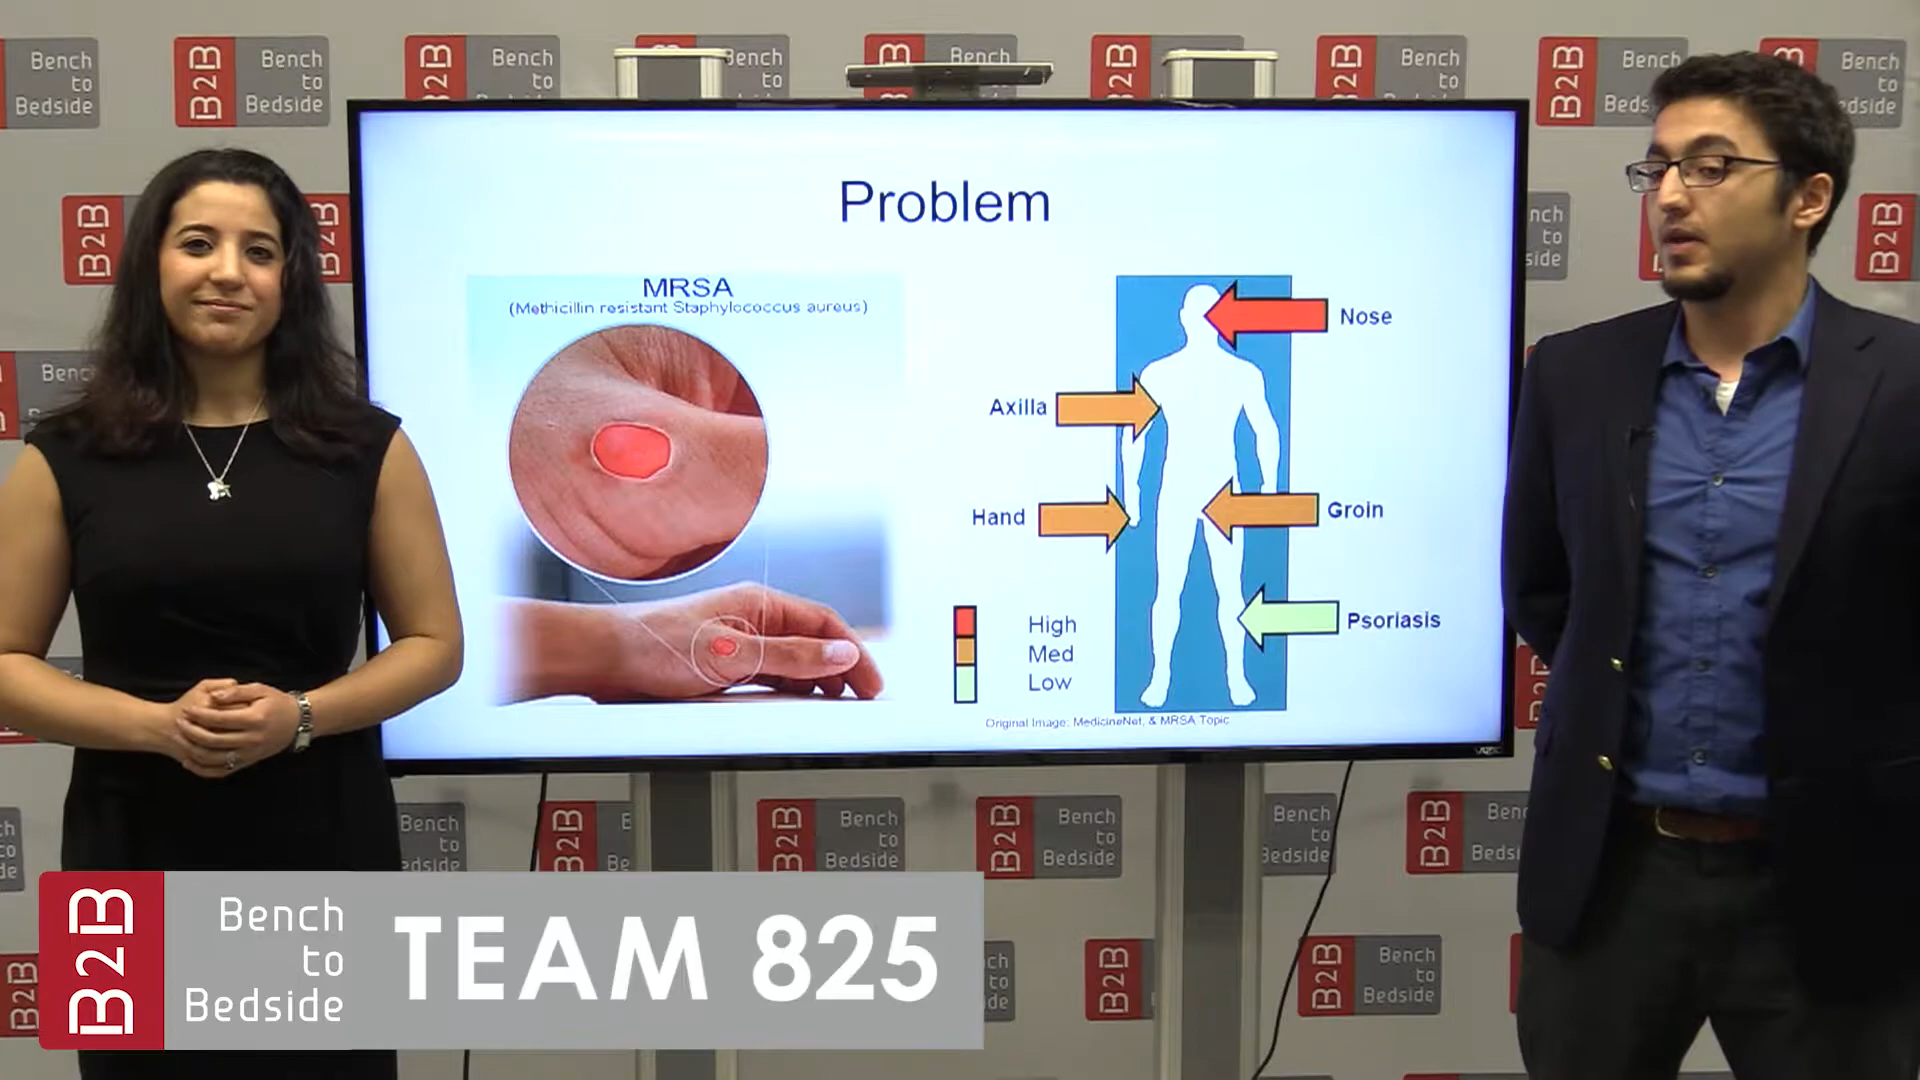 Problem
MRSA
(Methicillin resistant Staphylococcus aureus)
Nose
Axilla
Hand
Groin
Psoriasis
High
Med
Low
Original Image: MedicineNet, & MRSA Topic
B2B
Bench
to
Bedside
TEAM 825